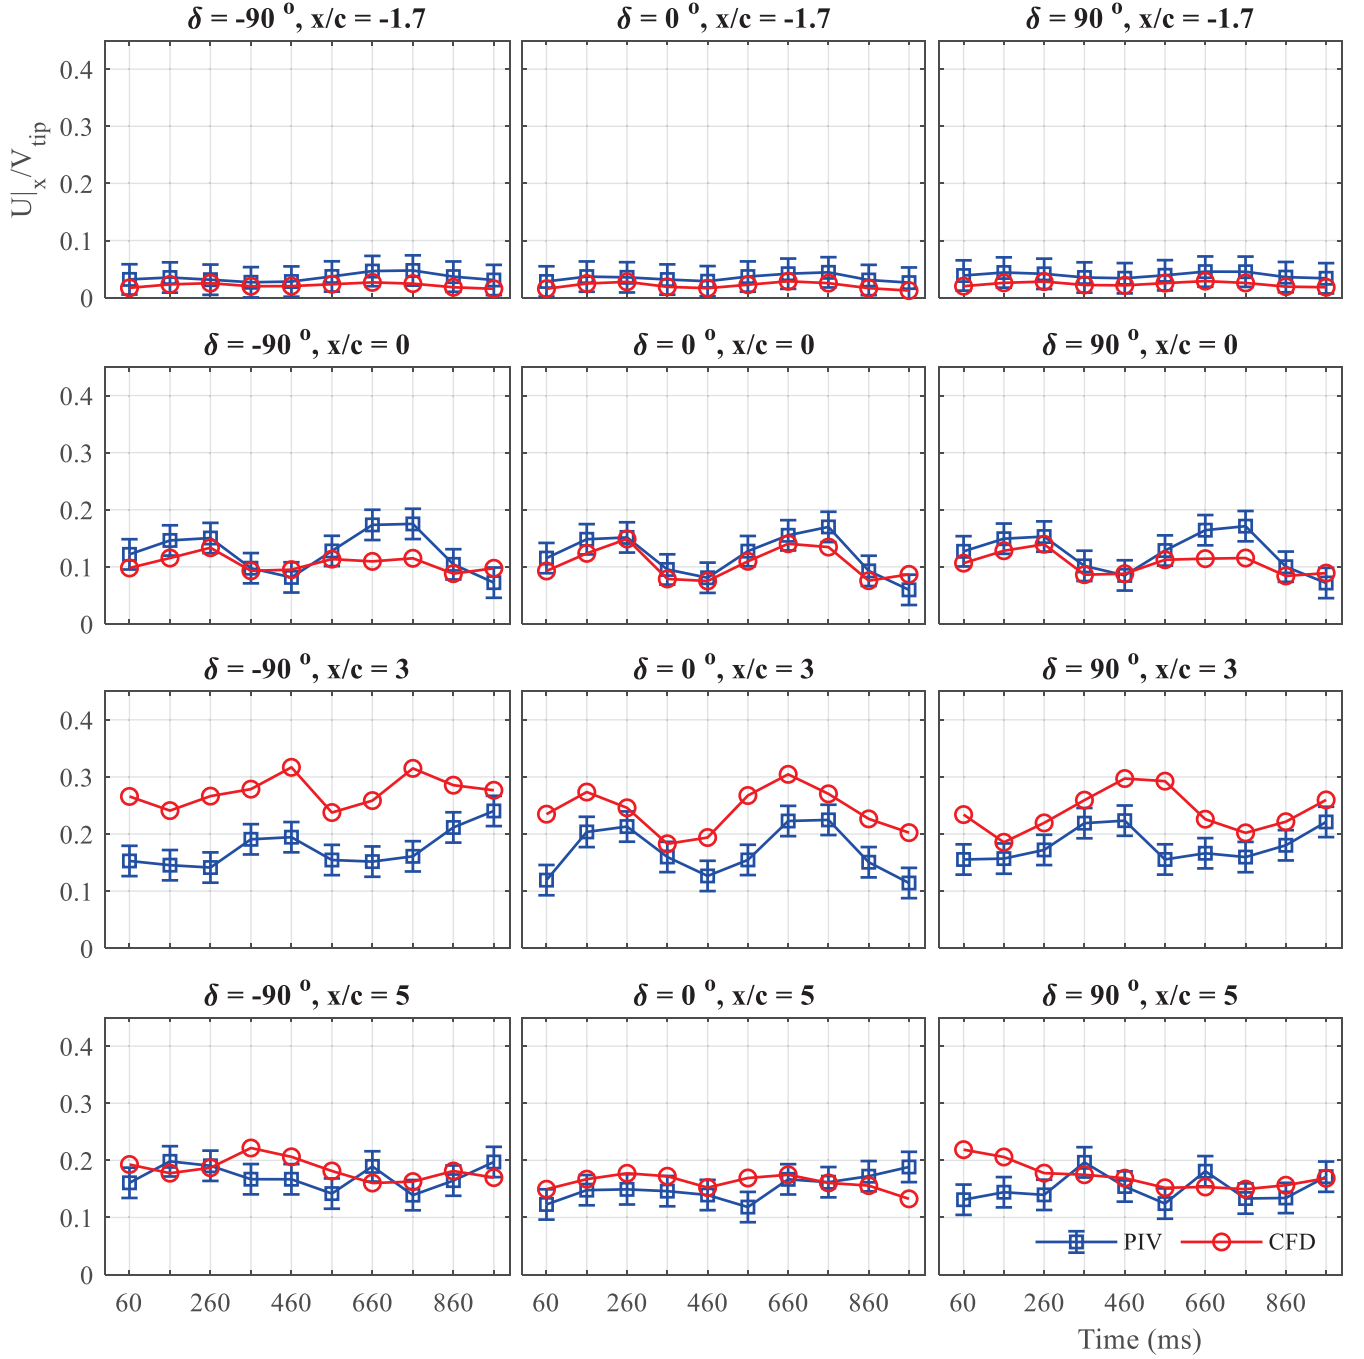 δ = -90 °, x/c = -1.7
δ = 0 °, x/c = -1.7
δ = 90 °, x/c = -1.7
0.4
0.3
0.2
0.1
0
U|x/Vtip
δ = -90 °, x/c = 0
δ = 0 °, x/c = 0
δ = 90 °, x/c = 0
0.4
0.3
0.2
0.1
0
δ = -90 °, x/c = 3
δ = 0 °, x/c = 3
δ = 90 °, x/c = 3
0.4
0.3
0.2
0.1
0
δ = -90 °, x/c = 5
δ = 0 °, x/c = 5
δ = 90 °, x/c = 5
0.4
0.3
0.2
0.1
0
PIV CFD
60 260 460 660 860
60 260 460 660 860
60 260 460 660 860
Time (ms)